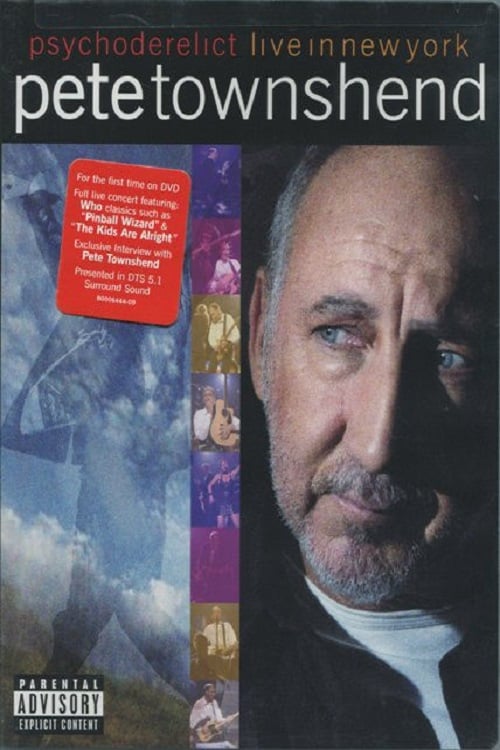 psychoderelict live in new york
pete townshend
For the first time on DVD
Full live concert featuring:
Who classics such as
"Pinball Wizard" &
"The Kids Are Alright"
Exclusive Interview with
Pete Townshend
Presented in DTS 5.1
Surround Sound
PARENTAL
ADVISORY
EXPLICIT CONTENT